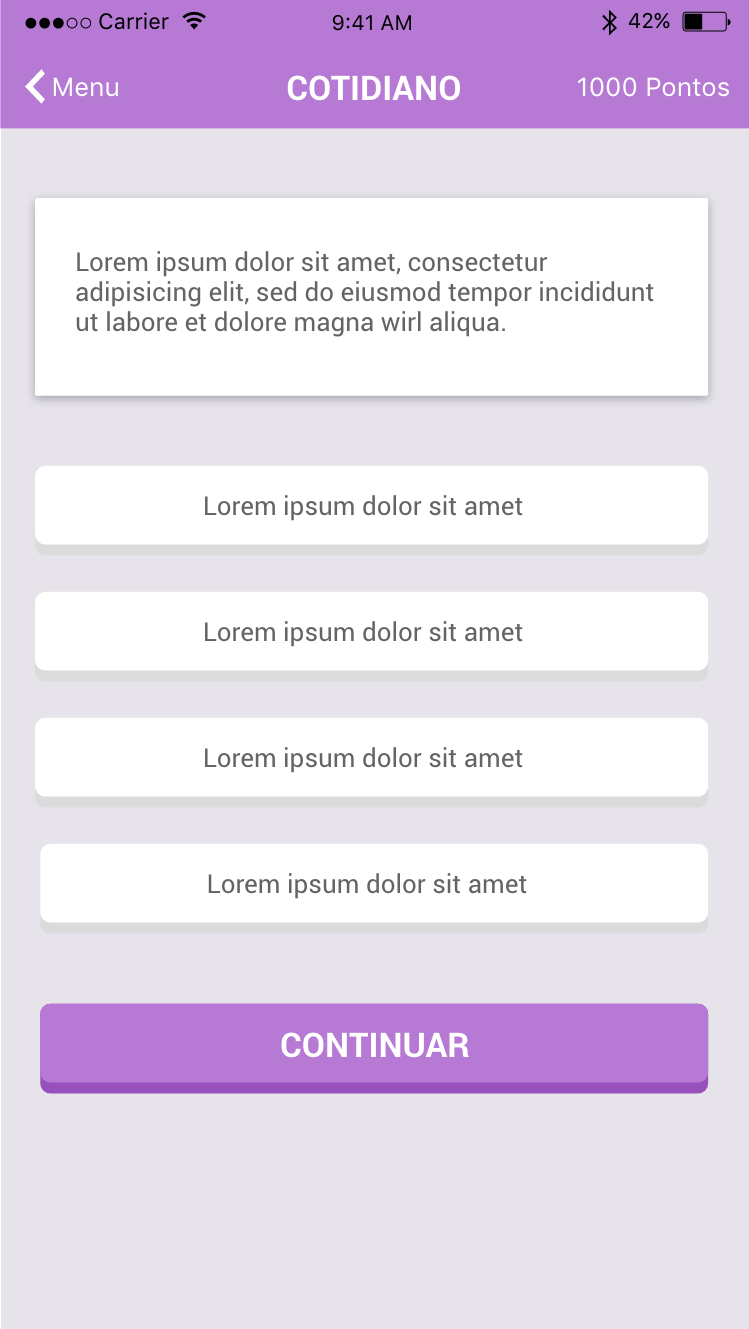 Carrier 9:41 AM 42%
Menu COTIDIANO 1000 Pontos
Lorem ipsum dolor sit amet, consectetur
adipisicing elit, sed do eiusmod tempor incididunt
ut labore et dolore magna wirl aliqua.
Lorem ipsum dolor sit amet
Lorem ipsum dolor sit amet
Lorem ipsum dolor sit amet
Lorem ipsum dolor sit amet
CONTINUAR